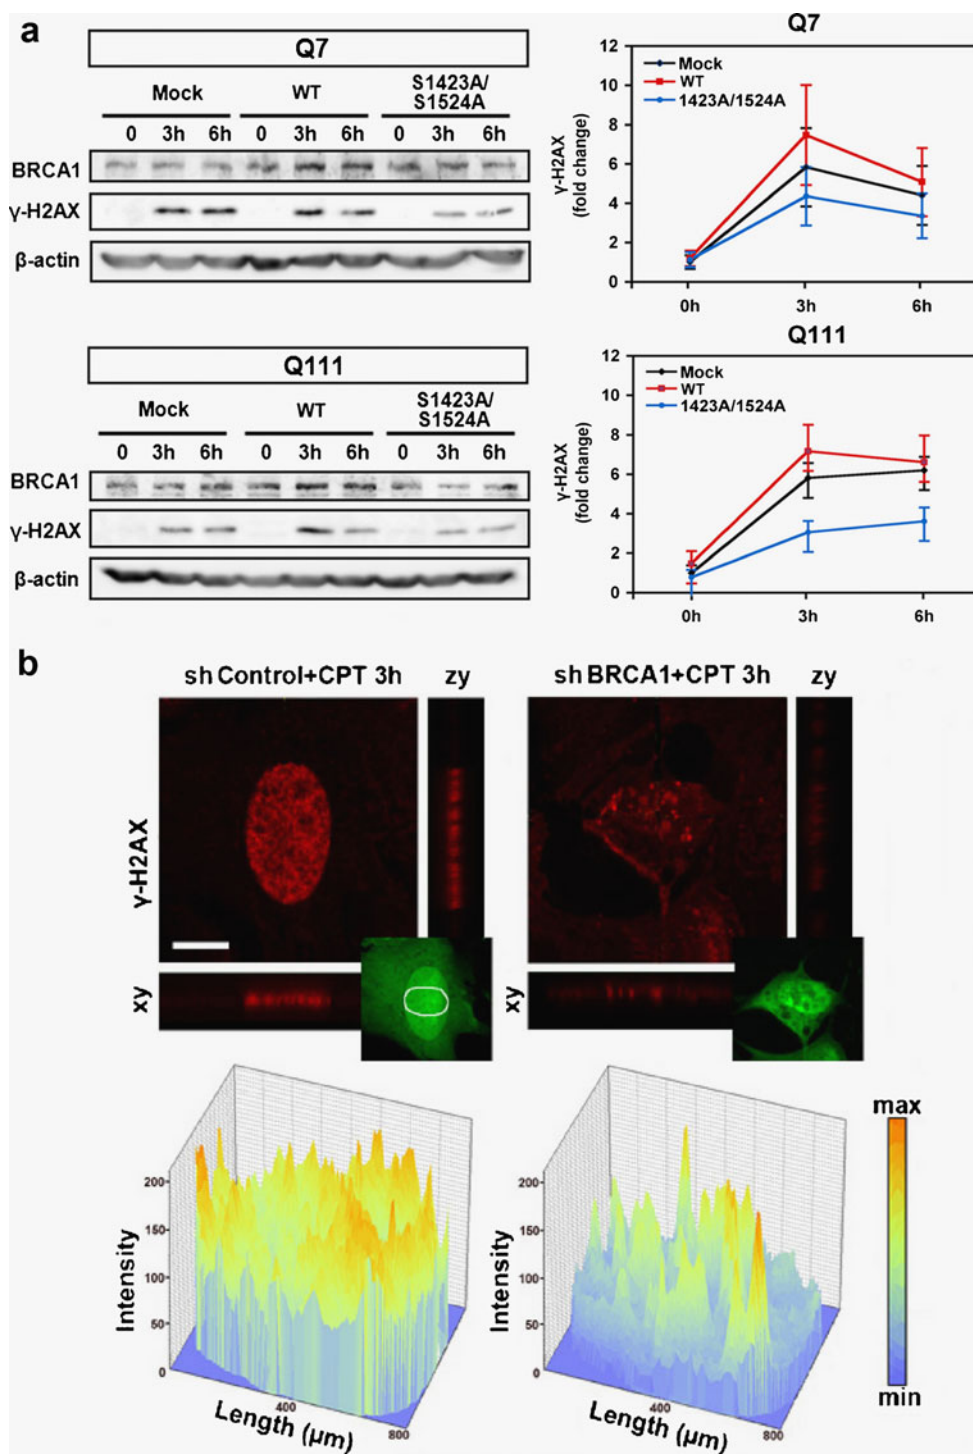 a
Q7
Mock WT S1423A/
S1524A
0 3h 6h 0 3h 6h 0 3h 6h
BRCA1
γ-H2AX
β-actin
Q7
12
10
8
6
4
2
0
γ-H2AX
(fold change)
Mock
WT
1423A/1524A
0h 3h 6h
Q111
Mock WT S1423A/
S1524A
0 3h 6h 0 3h 6h 0 3h 6h
BRCA1
γ-H2AX
β-actin
Q111
12
10
8
6
4
2
0
γ-H2AX
(fold change)
Mock
WT
1423A/1524A
0h 3h 6h
b
sh Control+CPT 3h zy sh BRCA1+CPT 3h zy
γ-H2AX
xy xy
200
150
100
50
0
Intensity
Length (μm)
400
800
200
150
100
50
0
Intensity
Length (μm)
400
800
max
min